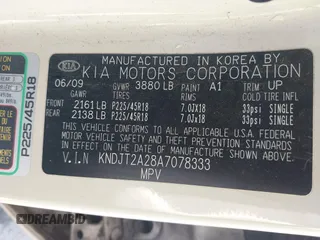 MANUFACTURED IN KOREA BY
KIA KIA MOTORS CORPORATION
06/09 GVWR 3880 LB PAINT A1 TRIM UP
GAWR TIRES RIMS COLD TIRE INFL
FRONT
2161 LB P225/45R18 7.0JX18 33psi SINGLE
REAR
2138 LB P225/45R18 7.0JX18 33psi SINGLE
THIS VEHICLE CONFORMS TO ALL APPLICABLE U.S.A. FEDERAL
MOTOR VEHICLE SAFETY, BUMPER, AND THEFT PREVENTION
STANDARDS IN EFFECT ON THE DATE OF MANUFACTURE
SHOWN ABOVE.
V.I.N KNDJT2A28A7078333
MPV
P225/45R18
AUTOBIDMASTER